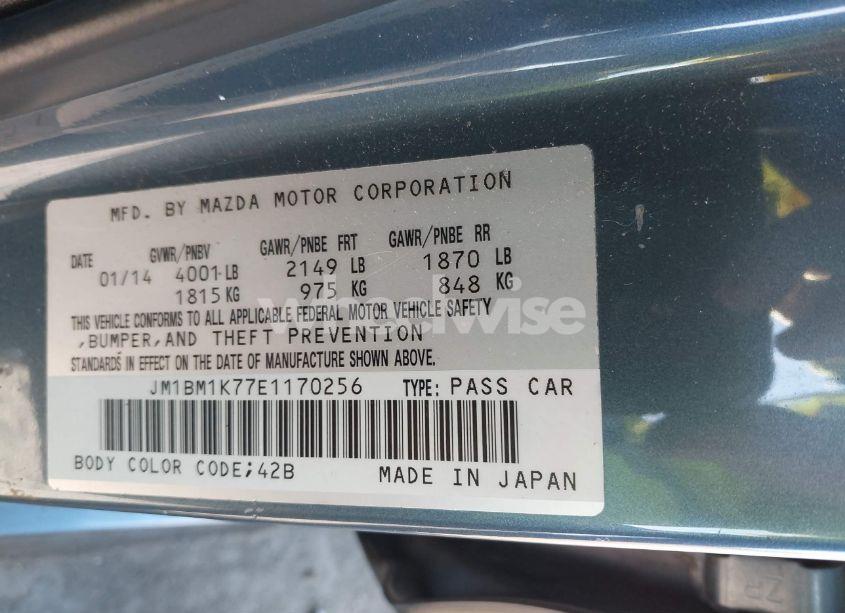 MFD. BY MAZDA MOTOR CORPORATION
DATE GVWR/PNBV GAWR/PNBE FRT GAWR/PNBE RR
01/14 4001 LB 2149 LB 1870 LB
1815 KG 975 KG 848 KG
THIS VEHICLE CONFORMS TO ALL APPLICABLE FEDERAL MOTOR VEHICLE SAFETY
,BUMPER,AND THEFT PREVENTION
STANDARDS IN EFFECT ON THE DATE OF MANUFACTURE SHOWN ABOVE.
JM1BM1K77E1170256 TYPE: PASS CAR
BODY COLOR CODE;42B MADE IN JAPAN
wheelwise
ZR